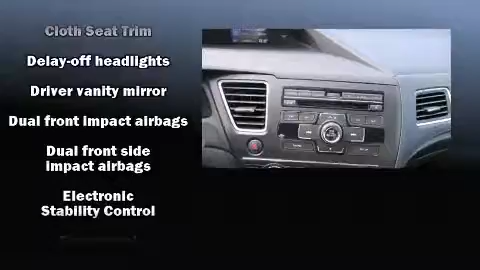 Cloth Seat Trim
Delay-off headlights
Driver vanity mirror
Dual front impact airbags
Dual front side
impact airbags
Electronic
Stability Control